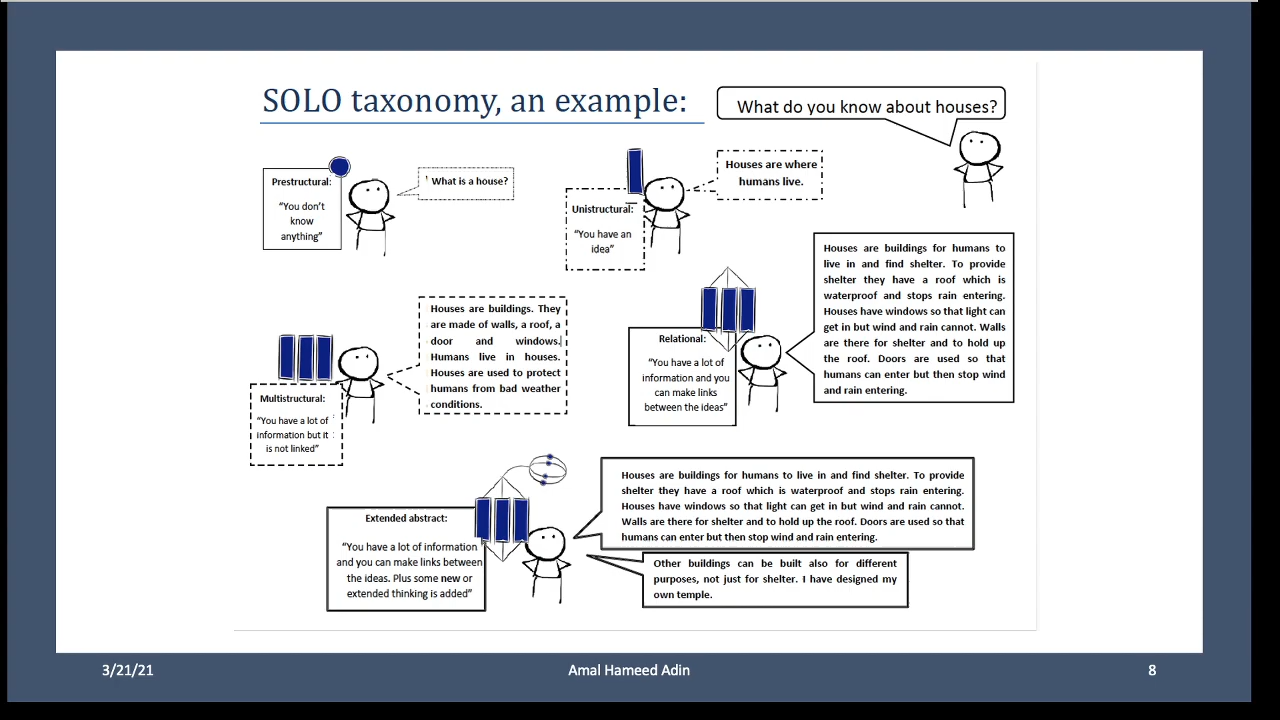 SOLO taxonomy, an example:
What do you know about houses?
Prestructural:
"You don't
know
anything"
What is a house?
Unistructural:
"You have an
idea"
Houses are where
humans live.
Multistructural:
"You have a lot of
information but it
is not linked"
Houses are buildings. They
are made of walls, a roof, a
door and windows.
Humans live in houses.
Houses are used to protect
humans from bad weather
conditions.
Relational:
"You have a lot of
information and you
can make links
between the ideas"
Houses are buildings for humans to
live in and find shelter. To provide
shelter they have a roof which is
waterproof and stops rain entering.
Houses have windows so that light can
get in but wind and rain cannot. Walls
are there for shelter and to hold up
the roof. Doors are used so that
humans can enter but then stop wind
and rain entering.
Extended abstract:
"You have a lot of information
and you can make links between
the ideas. Plus some new or
extended thinking is added"
Houses are buildings for humans to live in and find shelter. To provide
shelter they have a roof which is waterproof and stops rain entering.
Houses have windows so that light can get in but wind and rain cannot.
Walls are there for shelter and to hold up the roof. Doors are used so that
humans can enter but then stop wind and rain entering.
Other buildings can be built also for different
purposes, not just for shelter. I have designed my
own temple.
3/21/21
Amal Hameed Adin
8